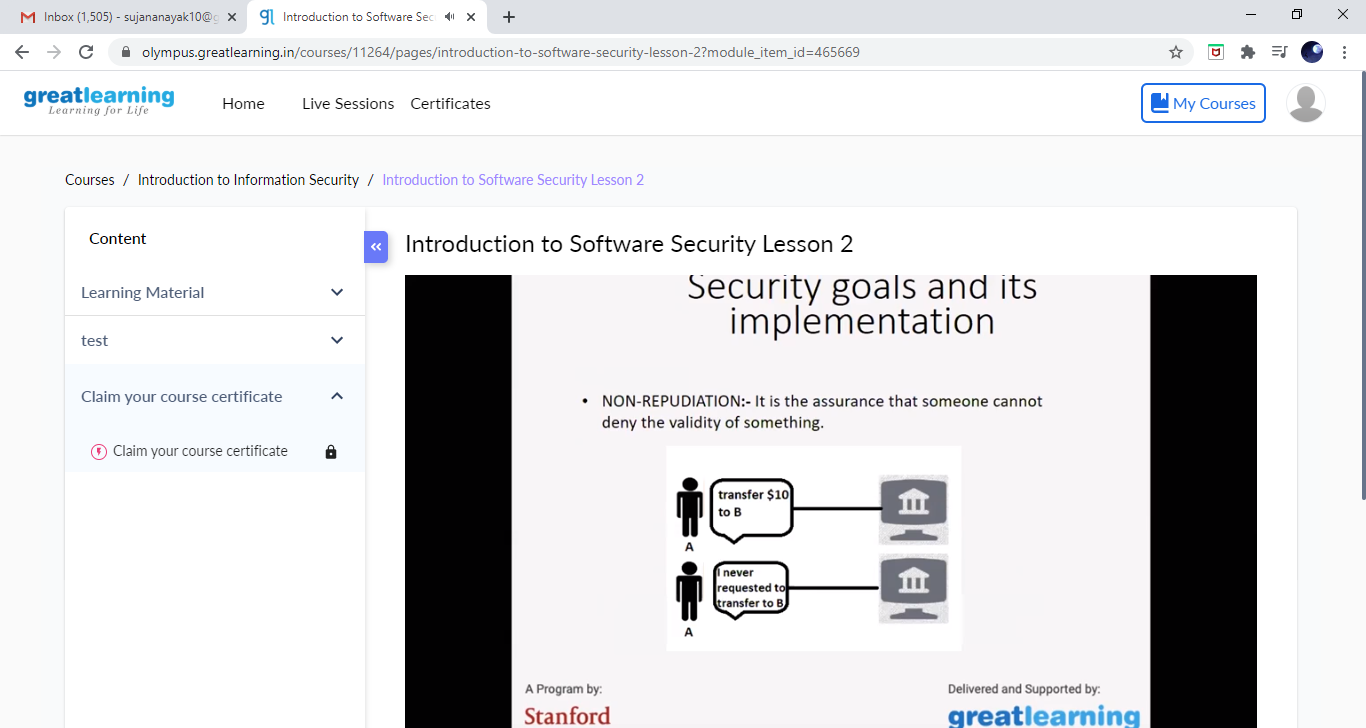 Inbox (1,505) - sujananayak10@g
Introduction to Software Sec
olympus.greatlearning.in/courses/11264/pages/introduction-to-software-security-lesson-2?module_item_id=465669
greatlearning
Learning for Life
Home
Live Sessions
Certificates
My Courses
Courses / Introduction to Information Security / Introduction to Software Security Lesson 2
Content
Learning Material
test
Claim your course certificate
Claim your course certificate
«
Introduction to Software Security Lesson 2
Security goals and its
implementation
• NON-REPUDIATION:- It is the assurance that someone cannot
deny the validity of something.
transfer $10
to B
A
I never
requested to
transfer to B
A
A Program by:
Stanford
Delivered and Supported by:
greatlearning